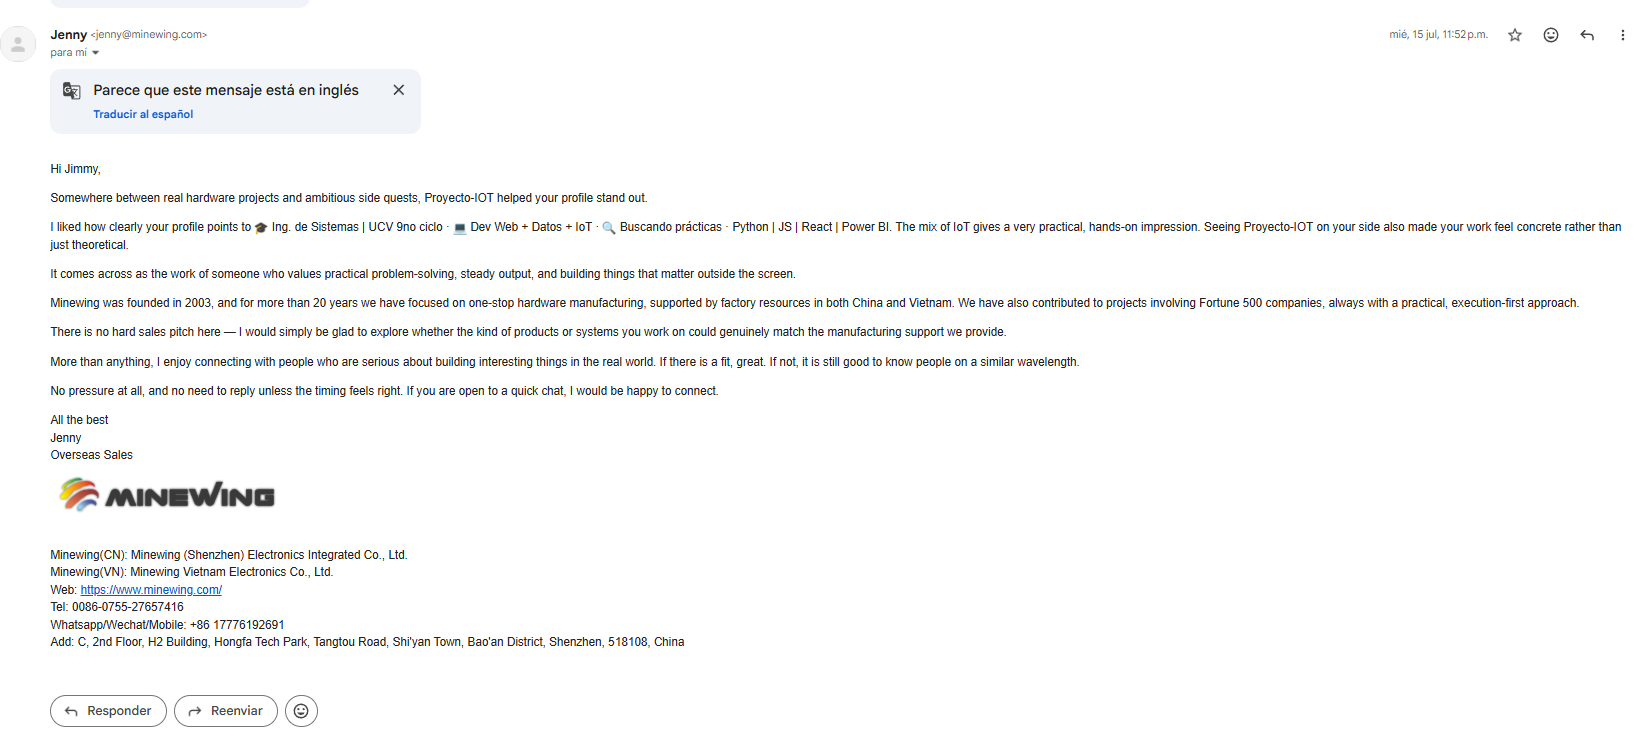 Jenny <jenny@minewing.com>
mié, 15 jul, 11:52 p.m.
para mí
Parece que este mensaje está en inglés
Traducir al español
Hi Jimmy,
Somewhere between real hardware projects and ambitious side quests, Proyecto-IOT helped your profile stand out.
I liked how clearly your profile points to 🎓 Ing. de Sistemas | UCV 9no ciclo · 💻 Dev Web + Datos + IoT · 🔍 Buscando prácticas · Python | JS | React | Power BI. The mix of IoT gives a very practical, hands-on impression. Seeing Proyecto-IOT on your side also made your work feel concrete rather than
just theoretical.
It comes across as the work of someone who values practical problem-solving, steady output, and building things that matter outside the screen.
Minewing was founded in 2003, and for more than 20 years we have focused on one-stop hardware manufacturing, supported by factory resources in both China and Vietnam. We have also contributed to projects involving Fortune 500 companies, always with a practical, execution-first approach.
There is no hard sales pitch here — I would simply be glad to explore whether the kind of products or systems you work on could genuinely match the manufacturing support we provide.
More than anything, I enjoy connecting with people who are serious about building interesting things in the real world. If there is a fit, great. If not, it is still good to know people on a similar wavelength.
No pressure at all, and no need to reply unless the timing feels right. If you are open to a quick chat, I would be happy to connect.
All the best
Jenny
Overseas Sales
MINEWING
Minewing(CN): Minewing (Shenzhen) Electronics Integrated Co., Ltd.
Minewing(VN): Minewing Vietnam Electronics Co., Ltd.
Web: https://www.minewing.com/
Tel: 0086-0755-27657416
Whatsapp/Wechat/Mobile: +86 17776192691
Add: C, 2nd Floor, H2 Building, Hongfa Tech Park, Tangtou Road, Shi'yan Town, Bao'an District, Shenzhen, 518108, China
Responder
Reenviar